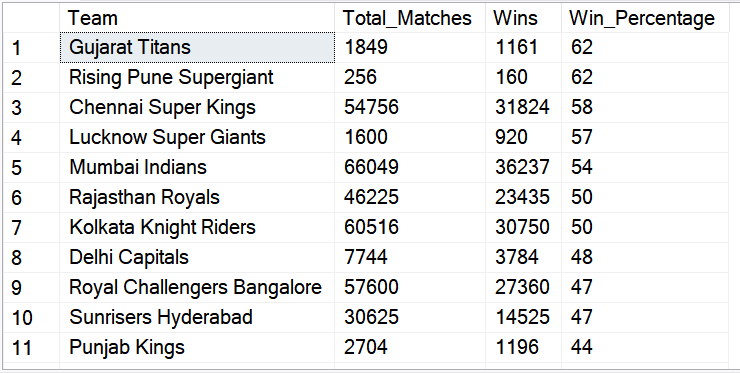 Team Total_Matches Wins Win_Percentage
1 Gujarat Titans 1849 1161 62
2 Rising Pune Supergiant 256 160 62
3 Chennai Super Kings 54756 31824 58
4 Lucknow Super Giants 1600 920 57
5 Mumbai Indians 66049 36237 54
6 Rajasthan Royals 46225 23435 50
7 Kolkata Knight Riders 60516 30750 50
8 Delhi Capitals 7744 3784 48
9 Royal Challengers Bangalore 57600 27360 47
10 Sunrisers Hyderabad 30625 14525 47
11 Punjab Kings 2704 1196 44